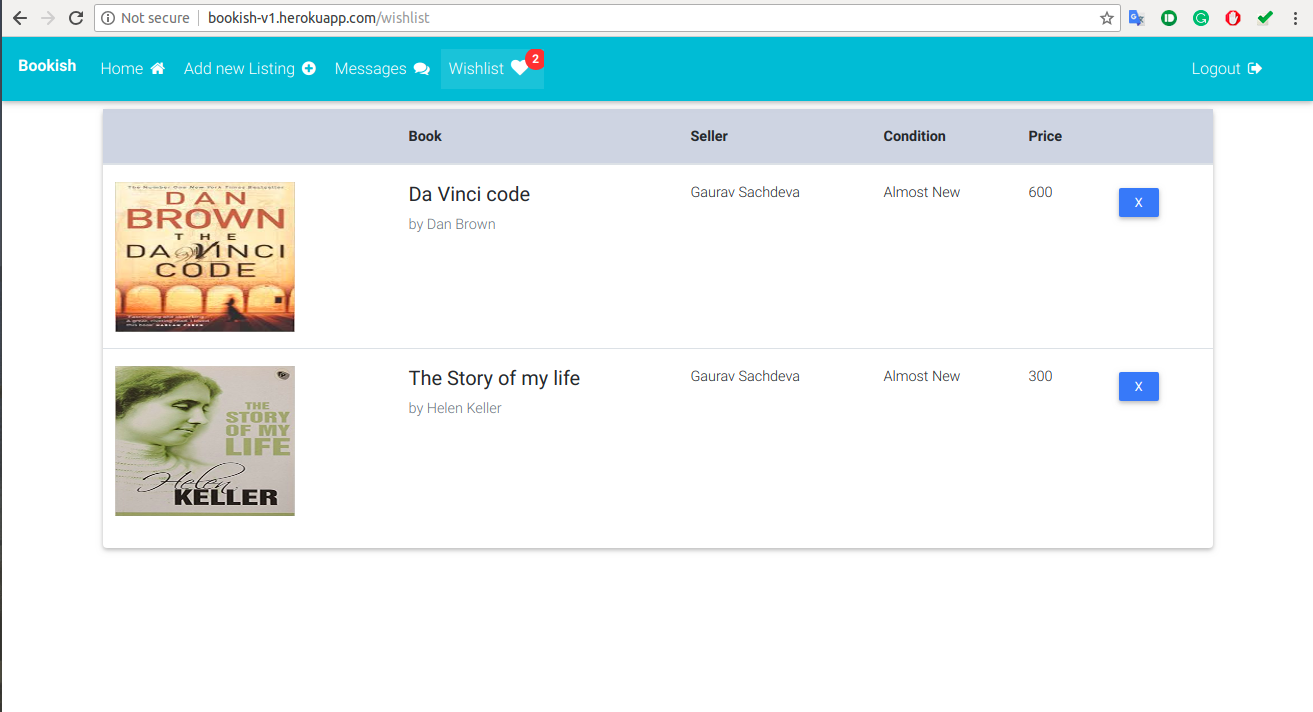 Not secure | bookish-v1.herokuapp.com/wishlist
Bookish Home Add new Listing Messages Wishlist 2 Logout
Book Seller Condition Price
The Number One New York Times Bestseller
DAN
BROWN
THE
DA VINCI
CODE
Da Vinci code Gaurav Sachdeva Almost New 600 X
by Dan Brown
THE
STORY
OF MY
LIFE
Helen
KELLER
The Story of my life Gaurav Sachdeva Almost New 300 X
by Helen Keller